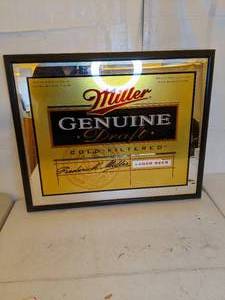 Miller
GENUINE
Draft
COLD-FILTERED
Frederick Miller
LAGER BEER